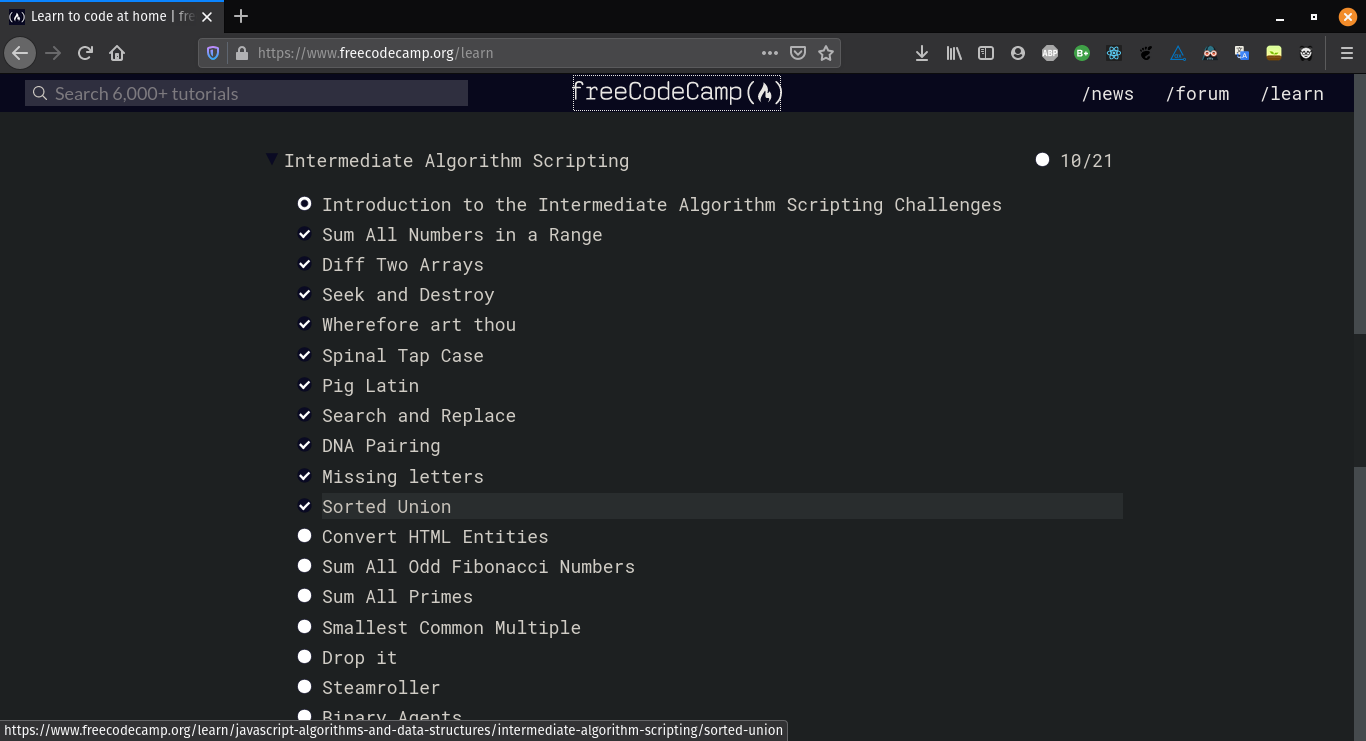 Learn to code at home | fre
https://www.freecodecamp.org/learn
ABP
B+
Search 6,000+ tutorials
freeCodeCamp
/news /forum /learn
Intermediate Algorithm Scripting 10/21
Introduction to the Intermediate Algorithm Scripting Challenges
Sum All Numbers in a Range
Diff Two Arrays
Seek and Destroy
Wherefore art thou
Spinal Tap Case
Pig Latin
Search and Replace
DNA Pairing
Missing letters
Sorted Union
Convert HTML Entities
Sum All Odd Fibonacci Numbers
Sum All Primes
Smallest Common Multiple
Drop it
Steamroller
Binary Agents
https://www.freecodecamp.org/learn/javascript-algorithms-and-data-structures/intermediate-algorithm-scripting/sorted-union